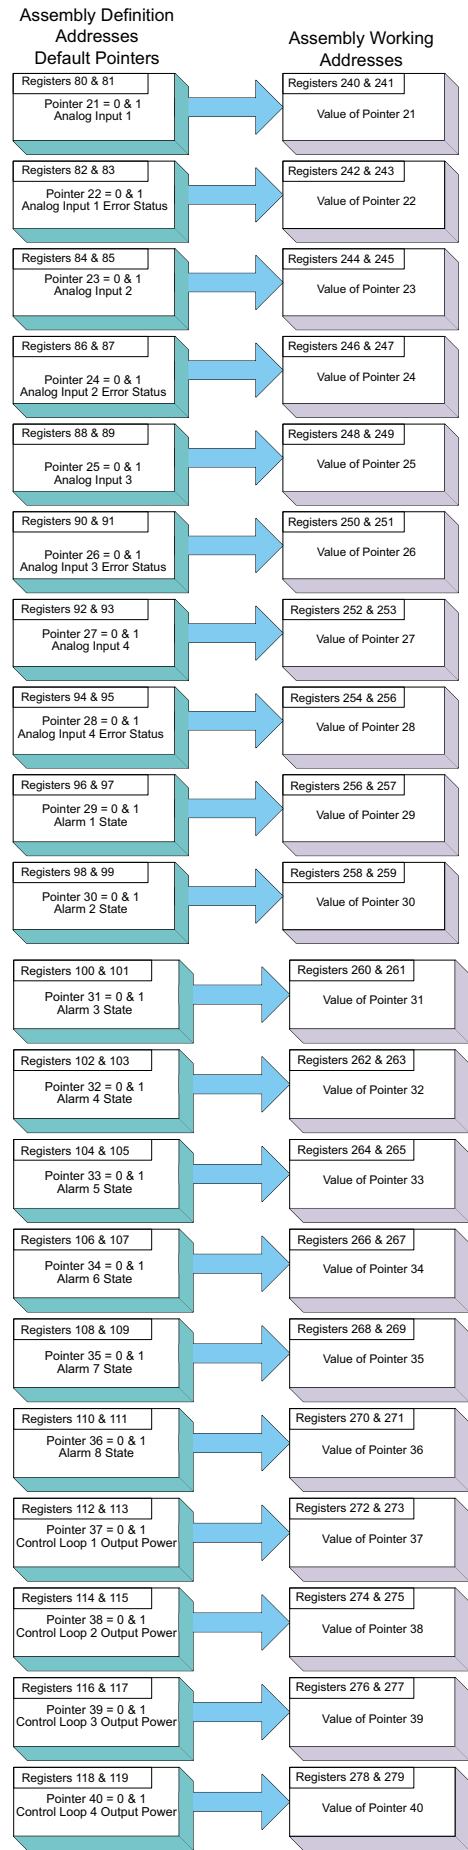 Assembly Definition
Addresses
Default Pointers
Assembly Working
Addresses
Registers 80 & 81
Pointer 21 = 0 & 1
Analog Input 1
Registers 240 & 241
Value of Pointer 21
Registers 82 & 83
Pointer 22 = 0 & 1
Analog Input 1 Error Status
Registers 242 & 243
Value of Pointer 22
Registers 84 & 85
Pointer 23 = 0 & 1
Analog Input 2
Registers 244 & 245
Value of Pointer 23
Registers 86 & 87
Pointer 24 = 0 & 1
Analog Input 2 Error Status
Registers 246 & 247
Value of Pointer 24
Registers 88 & 89
Pointer 25 = 0 & 1
Analog Input 3
Registers 248 & 249
Value of Pointer 25
Registers 90 & 91
Pointer 26 = 0 & 1
Analog Input 3 Error Status
Registers 250 & 251
Value of Pointer 26
Registers 92 & 93
Pointer 27 = 0 & 1
Analog Input 4
Registers 252 & 253
Value of Pointer 27
Registers 94 & 95
Pointer 28 = 0 & 1
Analog Input 4 Error Status
Registers 254 & 256
Value of Pointer 28
Registers 96 & 97
Pointer 29 = 0 & 1
Alarm 1 State
Registers 256 & 257
Value of Pointer 29
Registers 98 & 99
Pointer 30 = 0 & 1
Alarm 2 State
Registers 258 & 259
Value of Pointer 30
Registers 100 & 101
Pointer 31 = 0 & 1
Alarm 3 State
Registers 260 & 261
Value of Pointer 31
Registers 102 & 103
Pointer 32 = 0 & 1
Alarm 4 State
Registers 262 & 263
Value of Pointer 32
Registers 104 & 105
Pointer 33 = 0 & 1
Alarm 5 State
Registers 264 & 265
Value of Pointer 33
Registers 106 & 107
Pointer 34 = 0 & 1
Alarm 6 State
Registers 266 & 267
Value of Pointer 34
Registers 108 & 109
Pointer 35 = 0 & 1
Alarm 7 State
Registers 268 & 269
Value of Pointer 35
Registers 110 & 111
Pointer 36 = 0 & 1
Alarm 8 State
Registers 270 & 271
Value of Pointer 36
Registers 112 & 113
Pointer 37 = 0 & 1
Control Loop 1 Output Power
Registers 272 & 273
Value of Pointer 37
Registers 114 & 115
Pointer 38 = 0 & 1
Control Loop 2 Output Power
Registers 274 & 275
Value of Pointer 38
Registers 116 & 117
Pointer 39 = 0 & 1
Control Loop 3 Output Power
Registers 276 & 277
Value of Pointer 39
Registers 118 & 119
Pointer 40 = 0 & 1
Control Loop 4 Output Power
Registers 278 & 279
Value of Pointer 40